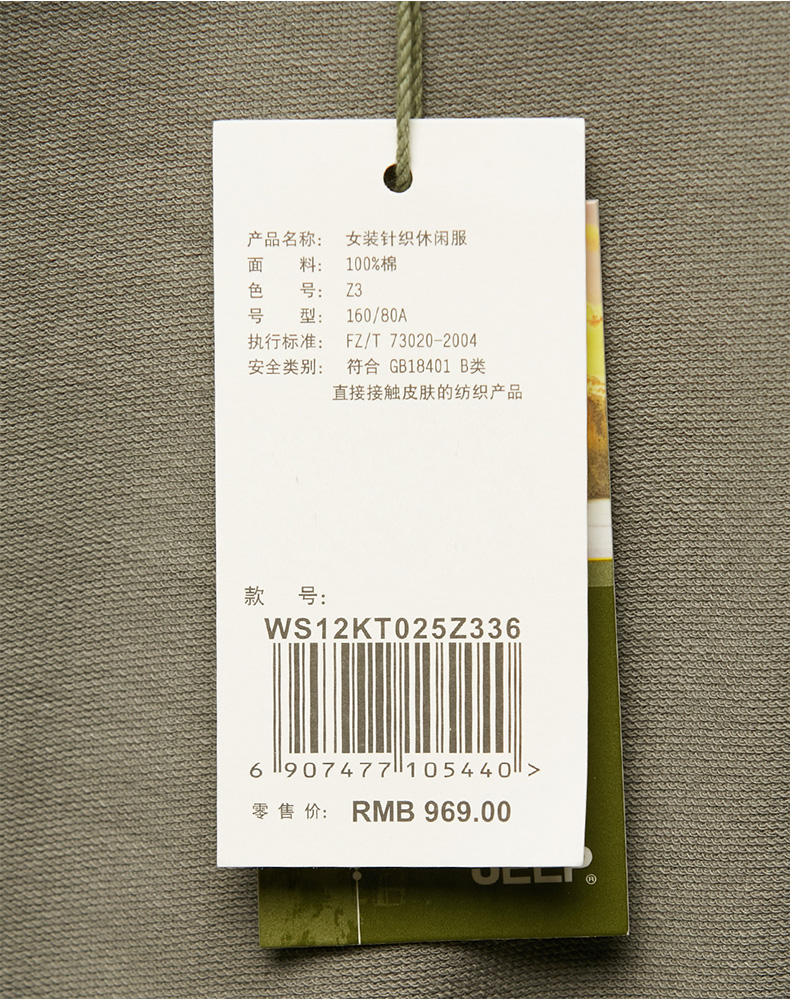 产品名称: 女装针织休闲服
面 料: 100%棉
色 号: Z3
号 型: 160/80A
执行标准: FZ/T 73020-2004
安全类别: 符合 GB18401 B类
直接接触皮肤的纺织产品
款 号:
WS12KT025Z336
6 907477 105440 >
零售价: RMB 969.00
JEEP®